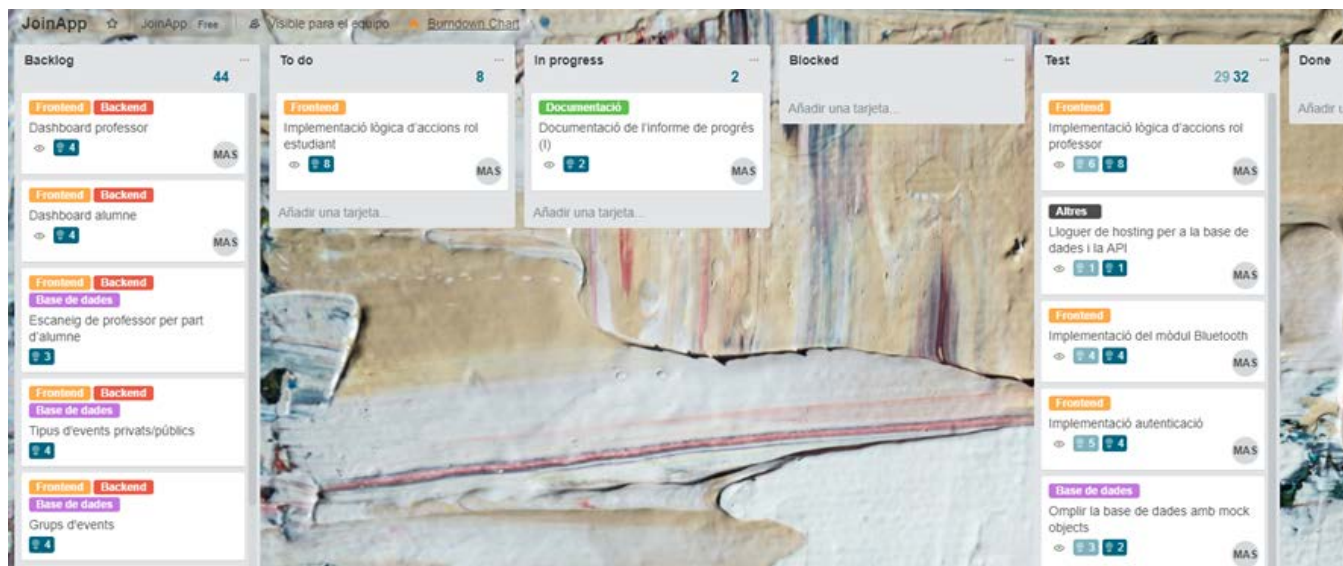 JoinApp JoinApp Free Visible para el equipo Burndown Chart
Backlog
44
Frontend Backend
Dashboard professor
4
MAS
Frontend Backend
Dashboard alumne
4
MAS
Frontend Backend
Base de dades
Escaneig de professor per part
d'alumne
3
Frontend Backend
Base de dades
Tipus d'events privats/públics
4
Frontend Backend
Base de dades
Grups d'events
4
To do
8
Frontend
Implementació lògica d'accions rol
estudiant
8
MAS
Añadir una tarjeta...
In progress
2
Documentació
Documentació de l'informe de progrés
(I)
2
MAS
Añadir una tarjeta...
Blocked
Añadir una tarjeta...
Test
29 32
Frontend
Implementació lògica d'accions rol
professor
6 8
MAS
Altres
Lloguer de hosting per a la base de
dades i la API
1 1
MAS
Frontend
Implementació del mòdul Bluetooth
4 4
MAS
Frontend
Implementació autenticació
5 4
MAS
Base de dades
Omplir la base de dades amb mock
objects
3 2
MAS
Done
Añadir